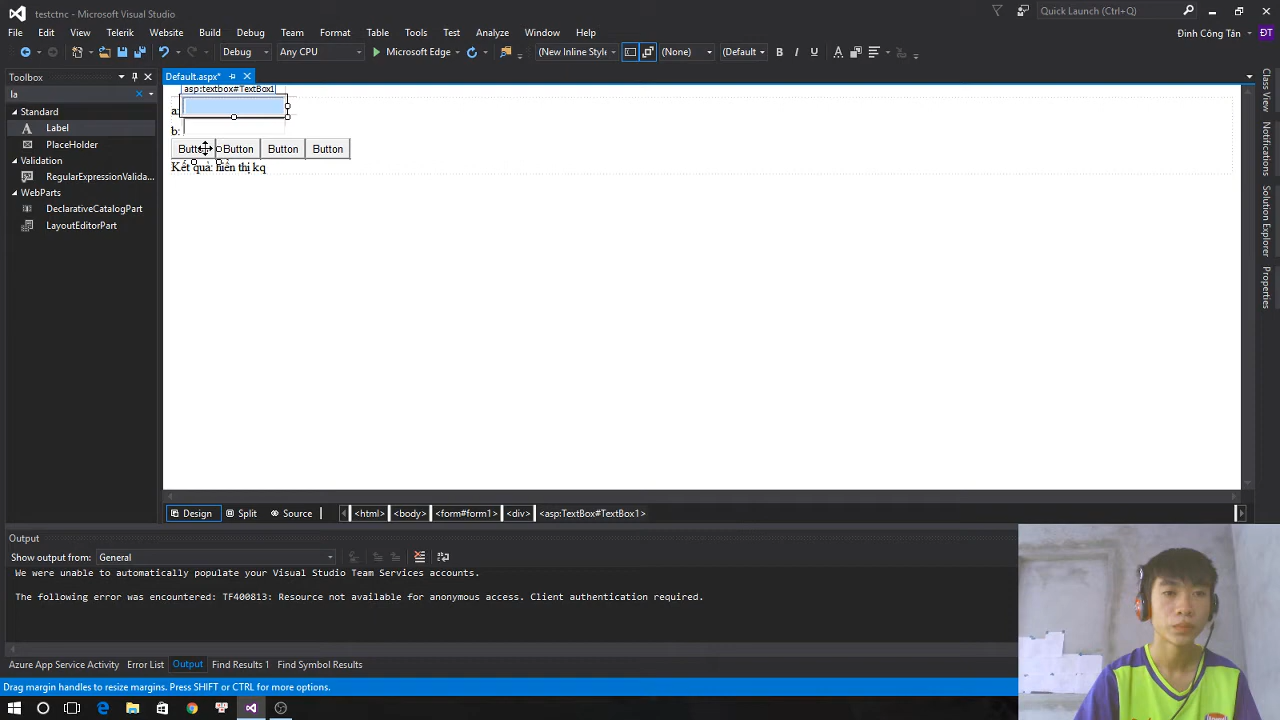 testctnc - Microsoft Visual Studio
Quick Launch (Ctrl+Q)
File Edit View Telerik Website Build Debug Team Format Table Tools Test Analyze Window Help
Đinh Công Tân ĐT
Debug Any CPU Microsoft Edge (New Inline Style; (None) (Default B I U A
Toolbox
Default.aspx*
la
Standard
A Label
PlaceHolder
Validation
RegularExpressionValida...
WebParts
DeclarativeCatalogPart
LayoutEditorPart
asp:textbox#TextBox1
a:
b:
Button Button Button
Kết quả: hiển thị kq
Class View
Notifications
Solution Explorer
Properties
Design Split Source <html> <body> <form#form1> <div> <asp:TextBox#TextBox1>
Output
Show output from: General
We were unable to automatically populate your Visual Studio Team Services accounts.
The following error was encountered: TF400813: Resource not available for anonymous access. Client authentication required.
Azure App Service Activity Error List Output Find Results 1 Find Symbol Results
Drag margin handles to resize margins. Press SHIFT or CTRL for more options.